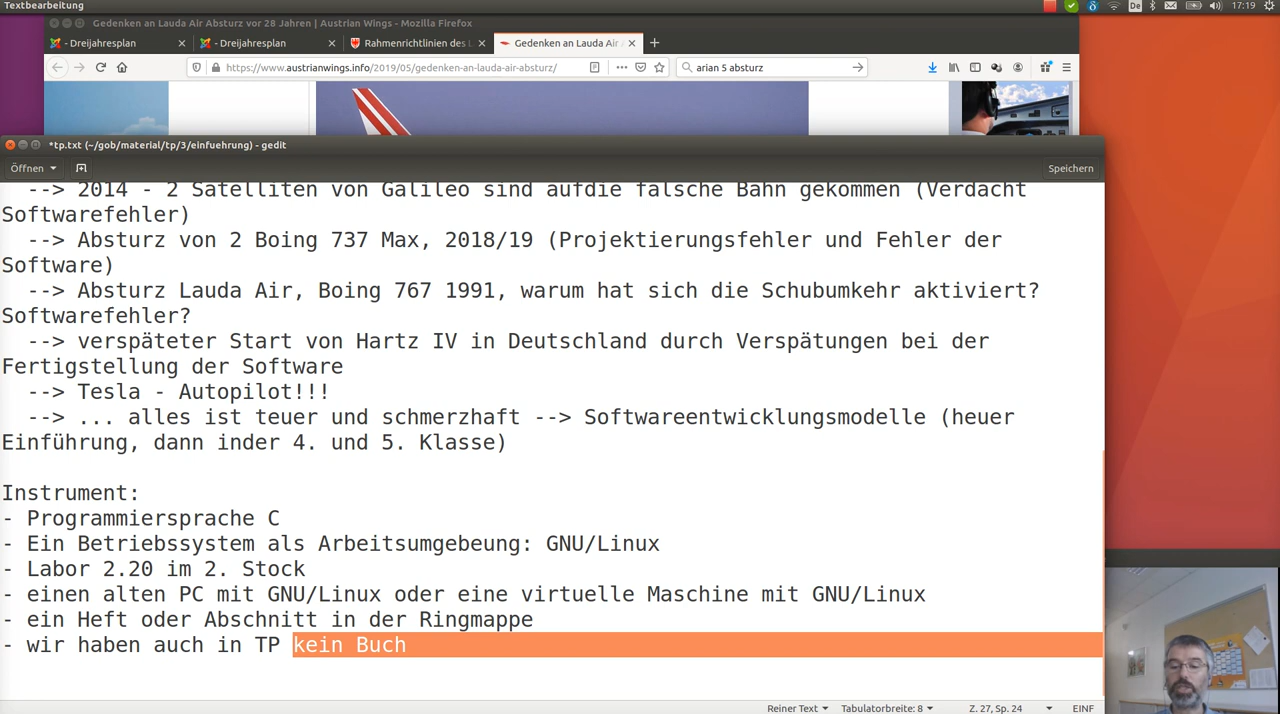 Textbearbeitung
De
17:19
Gedenken an Lauda Air Absturz vor 28 Jahren | Austrian Wings - Mozilla Firefox
- Dreijahresplan
- Dreijahresplan
Rahmenrichtlinien des L
Gedenken an Lauda Air A
https://www.austrianwings.info/2019/05/gedenken-an-lauda-air-absturz/
arian 5 absturz
*tp.txt (~/gob/material/tp/3/einfuehrung) - gedit
Öffnen
Speichern
--> 2014 - 2 Satelliten von Galileo sind aufdie falsche Bahn gekommen (Verdacht
Softwarefehler)
--> Absturz von 2 Boing 737 Max, 2018/19 (Projektierungsfehler und Fehler der
Software)
--> Absturz Lauda Air, Boing 767 1991, warum hat sich die Schubumkehr aktiviert?
Softwarefehler?
--> verspäteter Start von Hartz IV in Deutschland durch Verspätungen bei der
Fertigstellung der Software
--> Tesla - Autopilot!!!
--> ... alles ist teuer und schmerzhaft --> Softwareentwicklungsmodelle (heuer
Einführung, dann inder 4. und 5. Klasse)
Instrument:
- Programmiersprache C
- Ein Betriebssystem als Arbeitsumgebeung: GNU/Linux
- Labor 2.20 im 2. Stock
- einen alten PC mit GNU/Linux oder eine virtuelle Maschine mit GNU/Linux
- ein Heft oder Abschnitt in der Ringmappe
- wir haben auch in TP kein Buch
Reiner Text
Tabulatorbreite: 8
Z. 27, Sp. 24
EINF